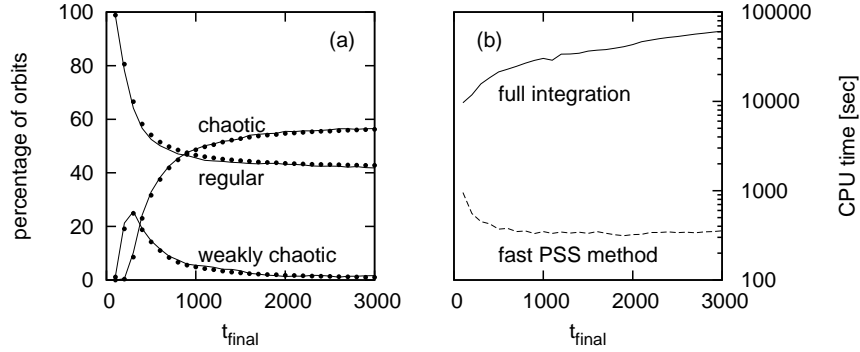 percentage of orbits
100
80
60
40
20
0
(a)
chaotic
regular
weakly chaotic
0 1000 2000 3000
t_final
(b)
full integration
fast PSS method
0 1000 2000 3000
t_final
100000
10000
1000
100
CPU time [sec]